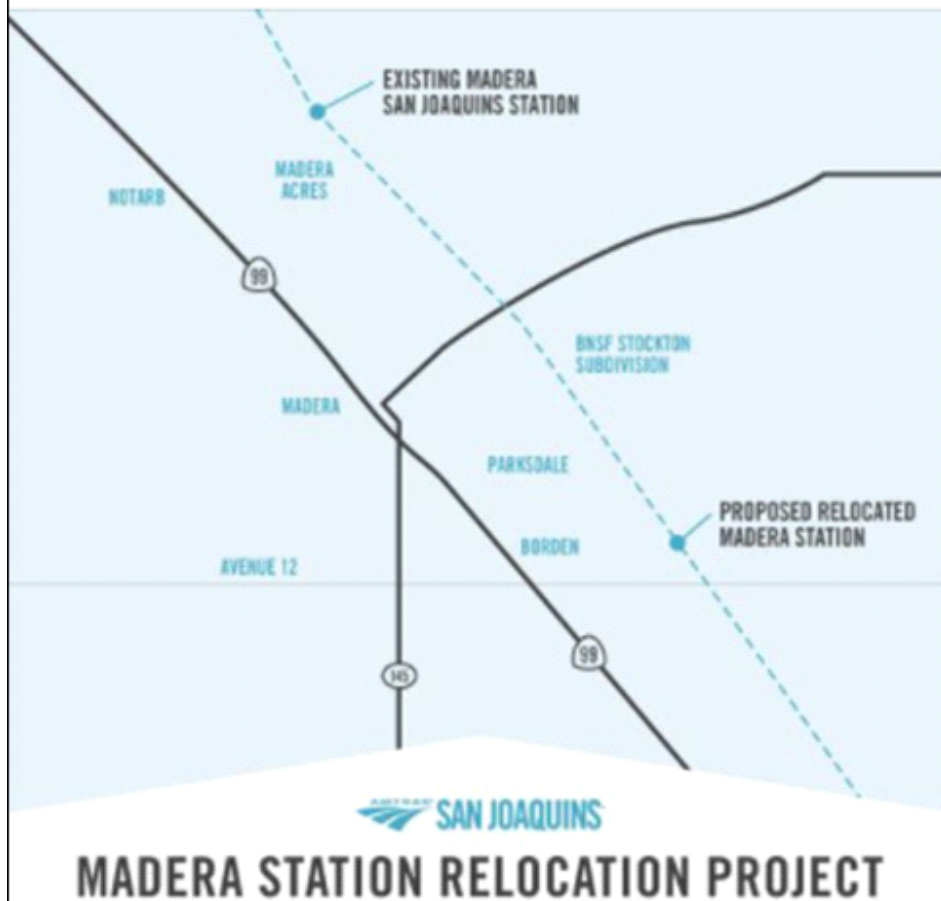 EXISTING MADERA
SAN JOAQUINS STATION
MADERA
ACRES
NOTARB
99
BNSF STOCKTON
SUBDIVISION
MADERA
PARKSDALE
PROPOSED RELOCATED
MADERA STATION
BORDEN
AVENUE 12
99
145
AMTRAK
SAN JOAQUINS
MADERA STATION RELOCATION PROJECT